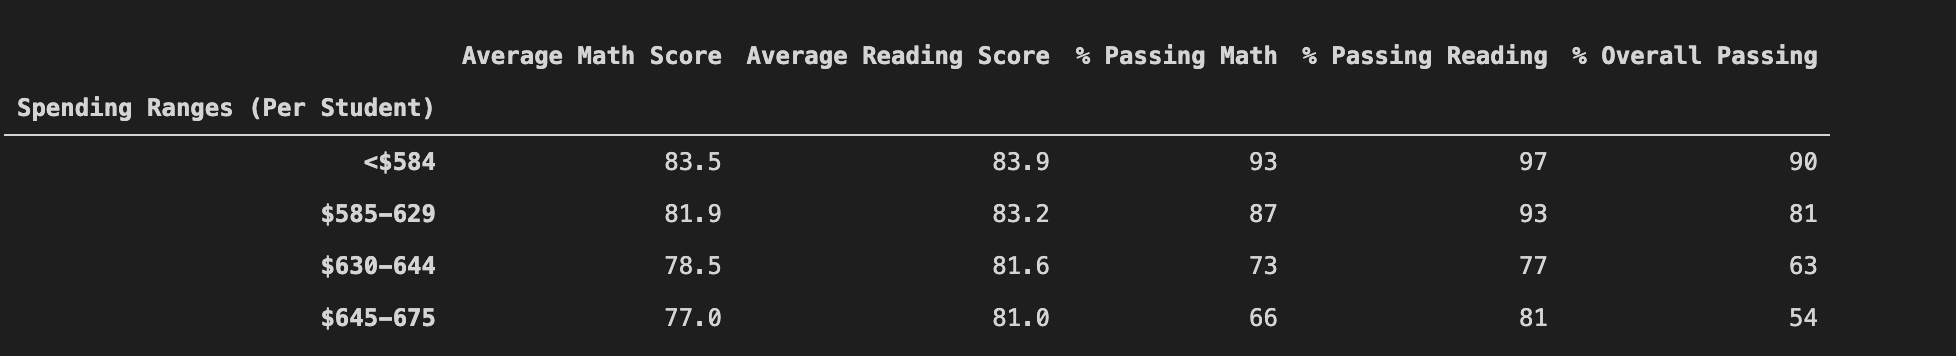 Average Math Score Average Reading Score % Passing Math % Passing Reading % Overall Passing
Spending Ranges (Per Student)
<$584 83.5 83.9 93 97 90
$585-629 81.9 83.2 87 93 81
$630-644 78.5 81.6 73 77 63
$645-675 77.0 81.0 66 81 54